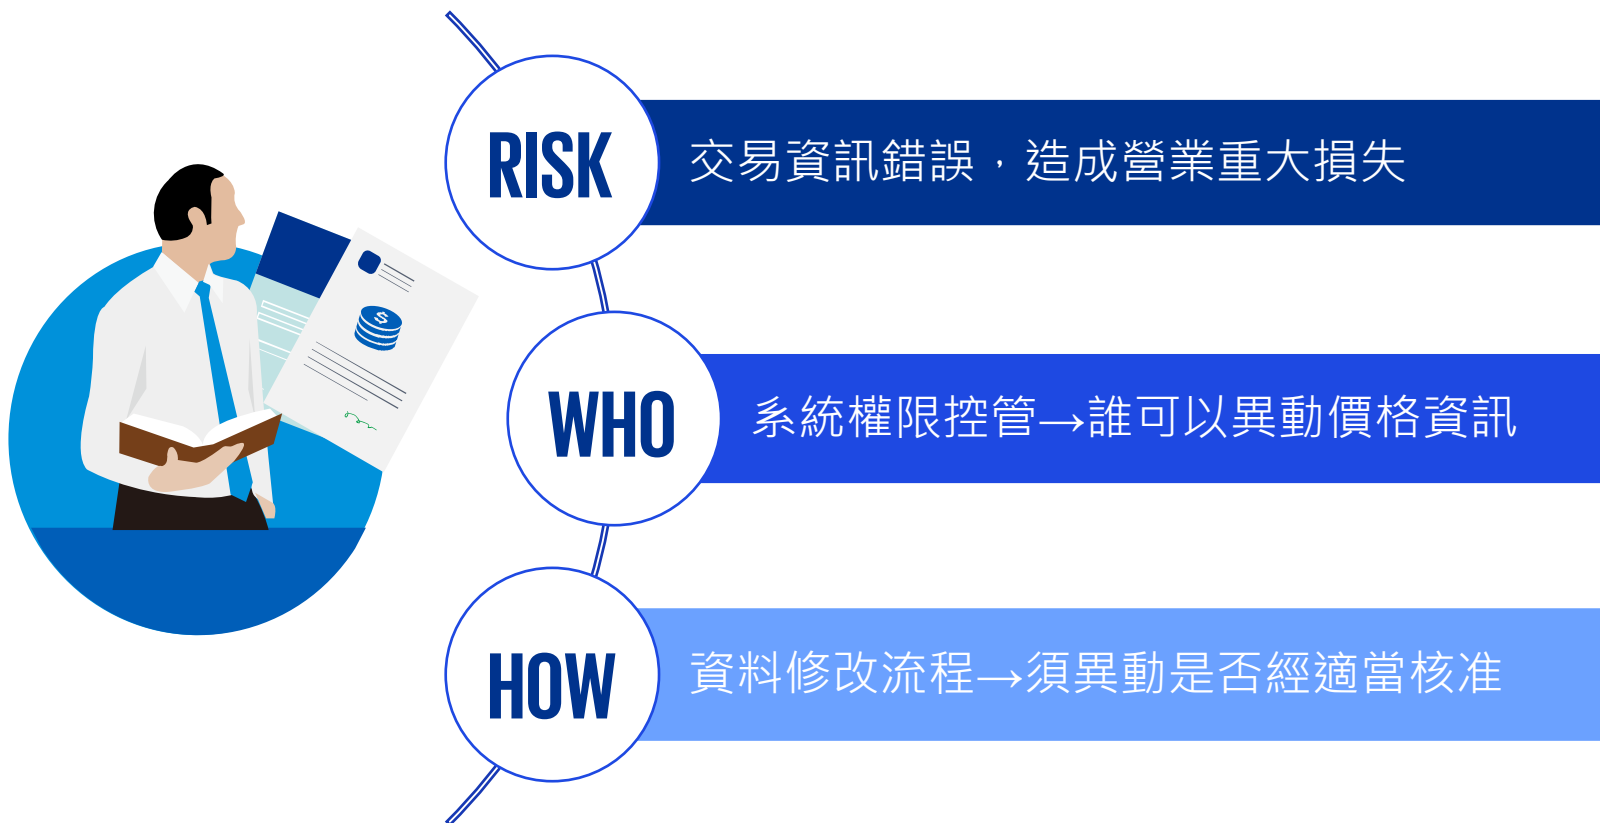 RISK
交易資訊錯誤，造成營業重大損失
WHO
系統權限控管→誰可以異動價格資訊
HOW
資料修改流程→須異動是否經適當核准
$